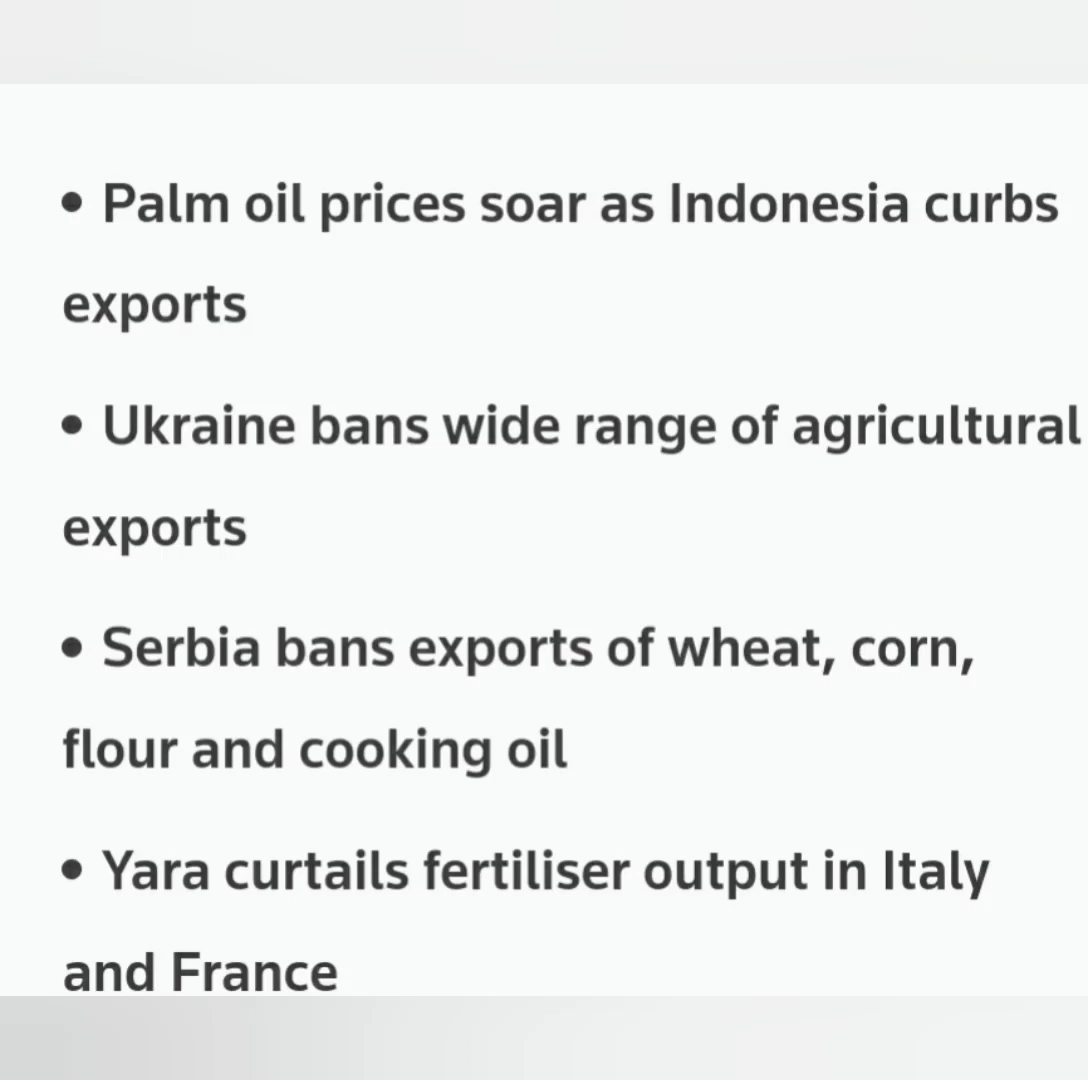 • Palm oil prices soar as Indonesia curbs
exports
• Ukraine bans wide range of agricultural
exports
• Serbia bans exports of wheat, corn,
flour and cooking oil
• Yara curtails fertiliser output in Italy
and France